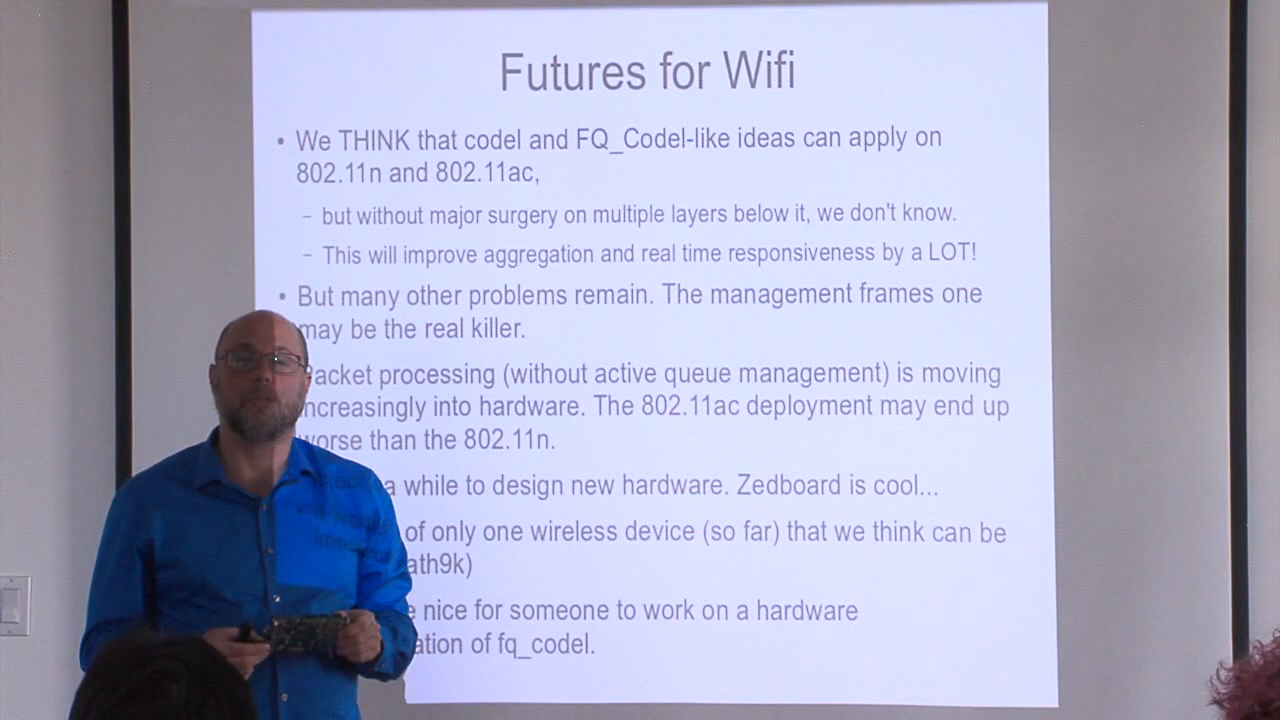 Futures for Wifi
• We THINK that codel and FQ_Codel-like ideas can apply on
802.11n and 802.11ac,
– but without major surgery on multiple layers below it, we don't know.
– This will improve aggregation and real time responsiveness by a LOT!
• But many other problems remain. The management frames one
may be the real killer.
acket processing (without active queue management) is moving
ncreasingly into hardware. The 802.11ac deployment may end up
worse than the 802.11n.
a while to design new hardware. Zedboard is cool...
of only one wireless device (so far) that we think can be
ath9k)
nice for someone to work on a hardware
ation of fq_codel.